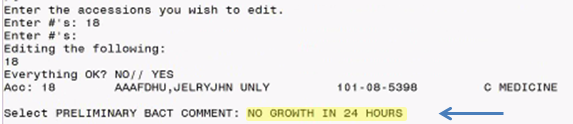 Enter the accessions you wish to edit.
Enter #'s: 18
Enter #'s:
Editing the following:
18
Everything OK? NO// YES
Acc: 18 AAAFDHU,JELRYJHN UNLY 101-08-5398 C MEDICINE
Select PRELIMINARY BACT COMMENT: NO GROWTH IN 24 HOURS